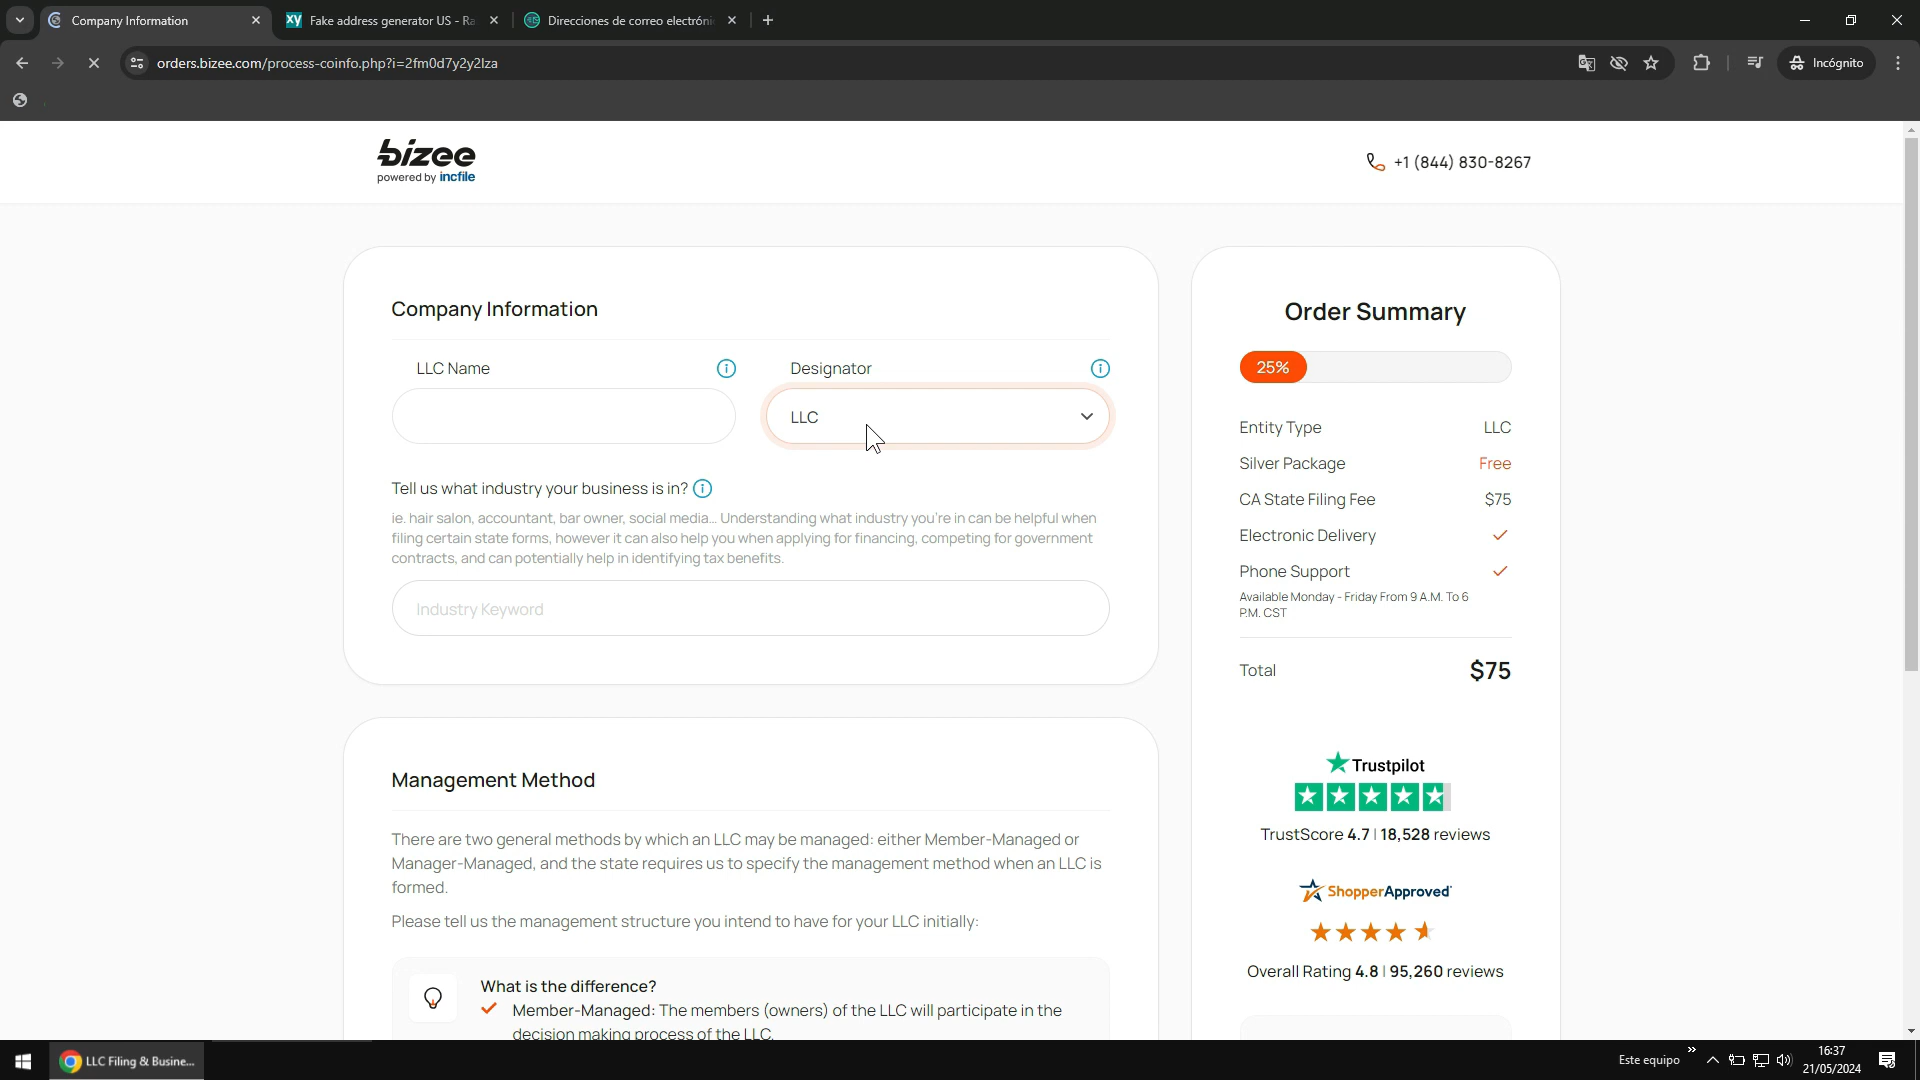 Company Information
Fake address generator US - Ra
Direcciones de correo electróni
orders.bizee.com/process-coinfo.php?i=2fm0d7y2y2lza
Incógnito
bizee
powered by incfile
+1 (844) 830-8267
Company Information
LLC Name
Designator
LLC
Tell us what industry your business is in?
ie. hair salon, accountant, bar owner, social media... Understanding what industry you're in can be helpful when
filing certain state forms, however it can also help you when applying for financing, competing for government
contracts, and can potentially help in identifying tax benefits.
Industry Keyword
Management Method
There are two general methods by which an LLC may be managed: either Member-Managed or
Manager-Managed, and the state requires us to specify the management method when an LLC is
formed.
Please tell us the management structure you intend to have for your LLC initially:
What is the difference?
Member-Managed: The members (owners) of the LLC will participate in the
decision making process of the LLC.
Order Summary
25%
Entity Type LLC
Silver Package Free
CA State Filing Fee $75
Electronic Delivery
Phone Support
Available Monday - Friday From 9 A.M. To 6
P.M. CST
Total $75
Trustpilot
TrustScore 4.7 | 18,528 reviews
ShopperApproved
Overall Rating 4.8 | 95,260 reviews
LLC Filing & Busine...
Este equipo
16:37
21/05/2024